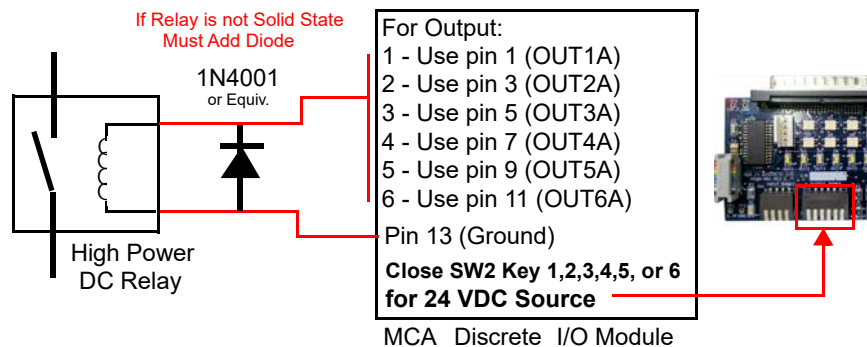 If Relay is not Solid State
Must Add Diode
1N4001
or Equiv.
High Power
DC Relay
For Output:
1 - Use pin 1 (OUT1A)
2 - Use pin 3 (OUT2A)
3 - Use pin 5 (OUT3A)
4 - Use pin 7 (OUT4A)
5 - Use pin 9 (OUT5A)
6 - Use pin 11 (OUT6A)
Pin 13 (Ground)
Close SW2 Key 1,2,3,4,5, or 6
for 24 VDC Source
MCA Discrete I/O Module